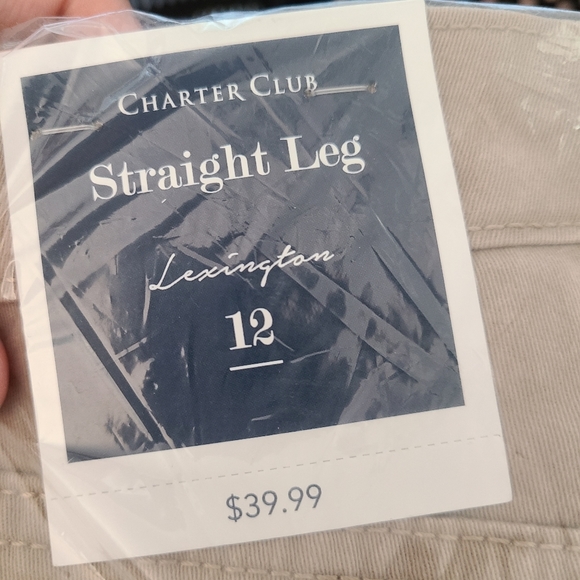 CHARTER CLUB
Straight Leg
Lexington
12
$39.99